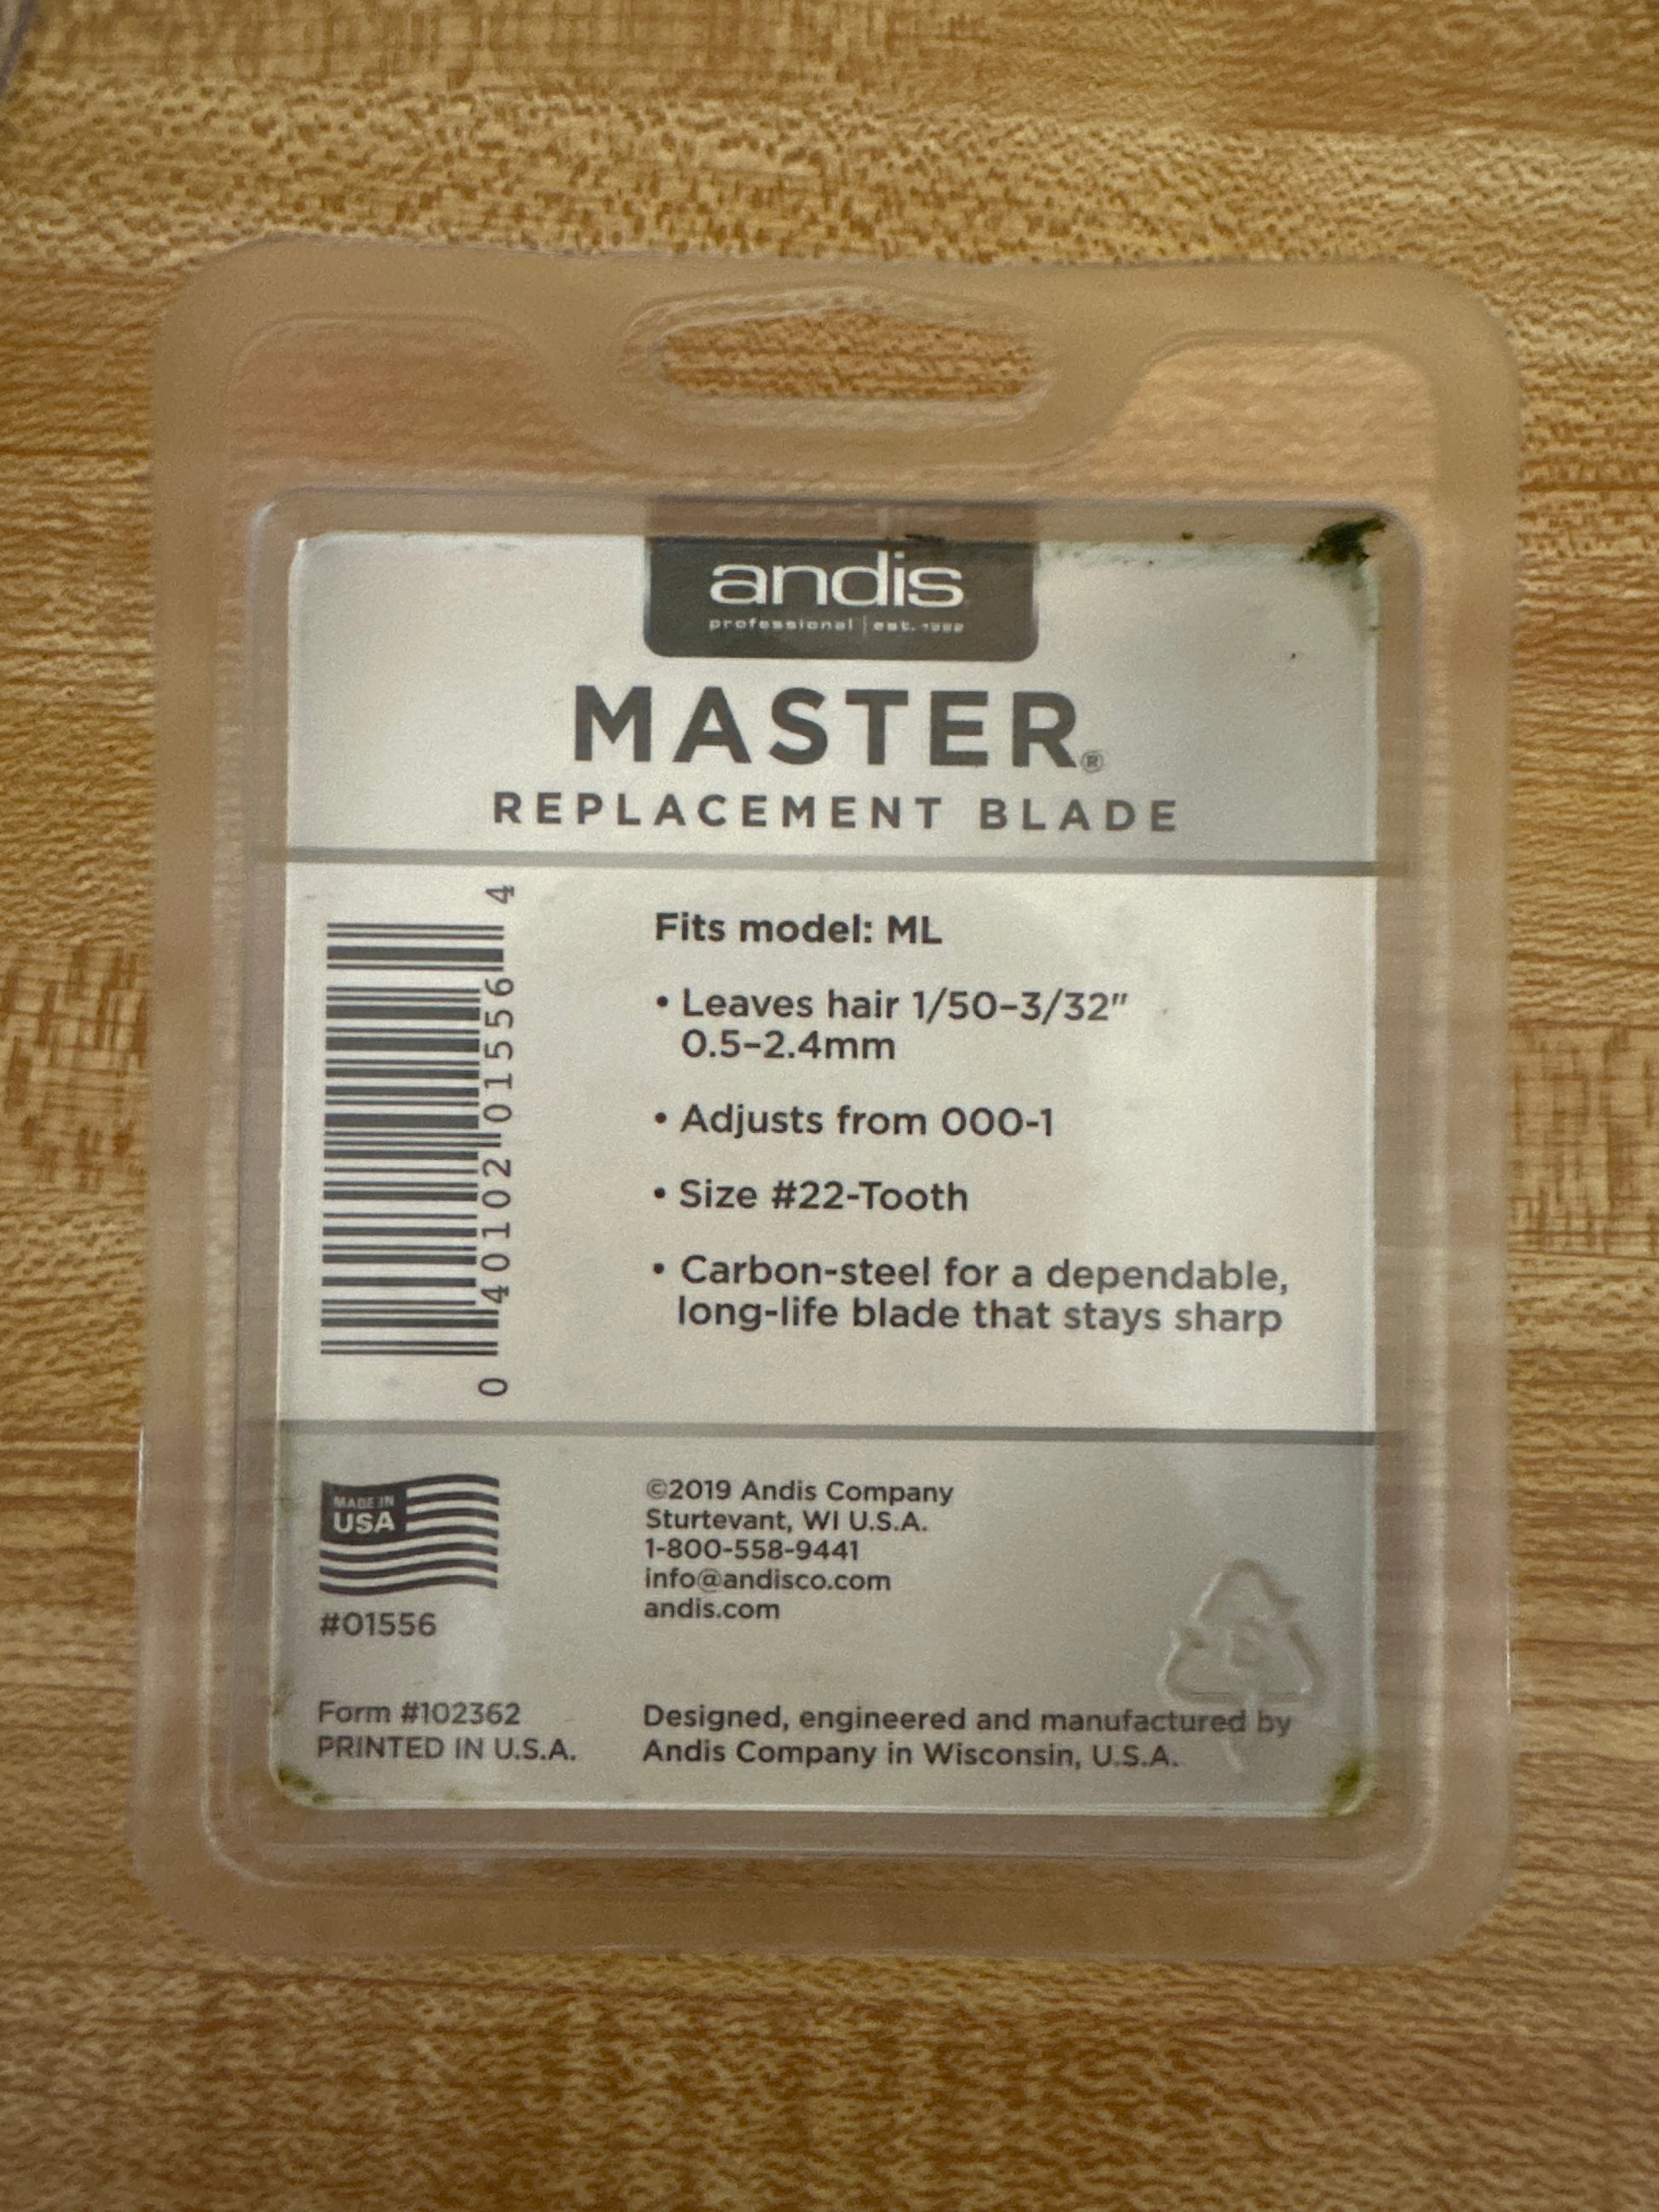 andis
professional | est. 1922
MASTER®
REPLACEMENT BLADE
0 40102 01556 4
Fits model: ML
• Leaves hair 1/50–3/32"
0.5–2.4mm
• Adjusts from 000-1
• Size #22-Tooth
• Carbon-steel for a dependable,
long-life blade that stays sharp
MADE IN
USA
#01556
Form #102362
PRINTED IN U.S.A.
©2019 Andis Company
Sturtevant, WI U.S.A.
1-800-558-9441
info@andisco.com
andis.com
Designed, engineered and manufactured by
Andis Company in Wisconsin, U.S.A.